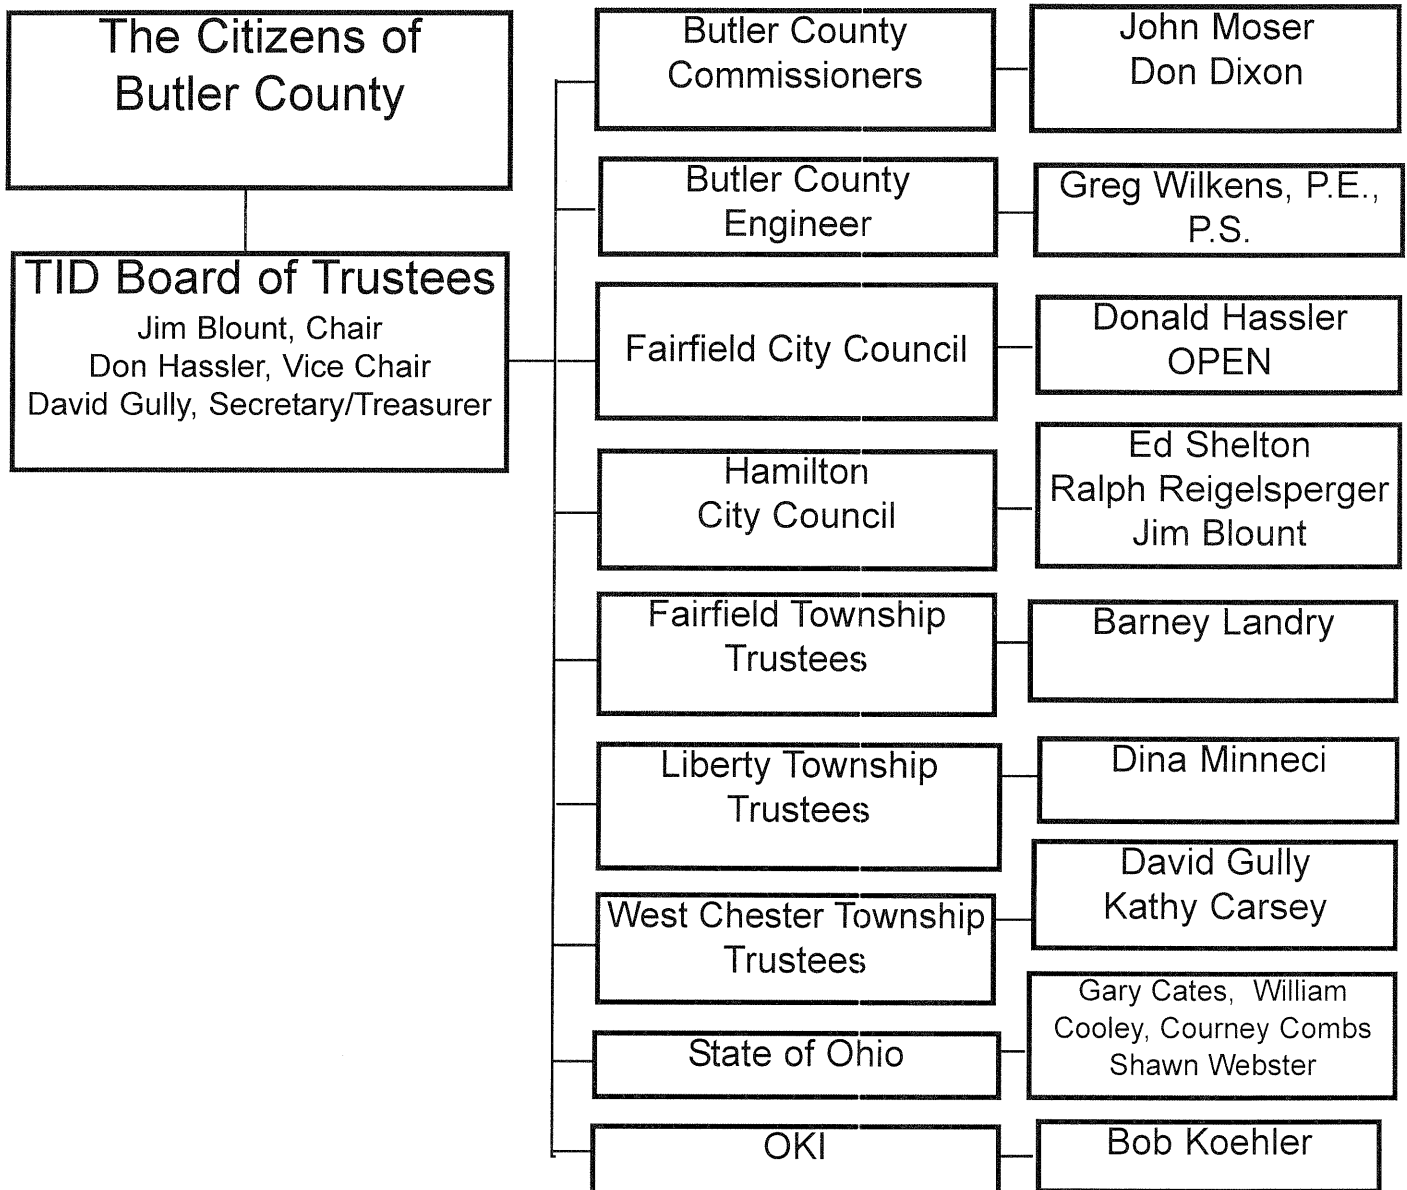 The Citizens of
Butler County
TID Board of Trustees
Jim Blount, Chair
Don Hassler, Vice Chair
David Gully, Secretary/Treasurer
Butler County
Commissioners
John Moser
Don Dixon
Butler County
Engineer
Greg Wilkens, P.E.,
P.S.
Fairfield City Council
Donald Hassler
OPEN
Hamilton
City Council
Ed Shelton
Ralph Reigelsperger
Jim Blount
Fairfield Township
Trustees
Barney Landry
Liberty Township
Trustees
Dina Minneci
West Chester Township
Trustees
David Gully
Kathy Carsey
State of Ohio
Gary Cates, William
Cooley, Courney Combs
Shawn Webster
OKI
Bob Koehler